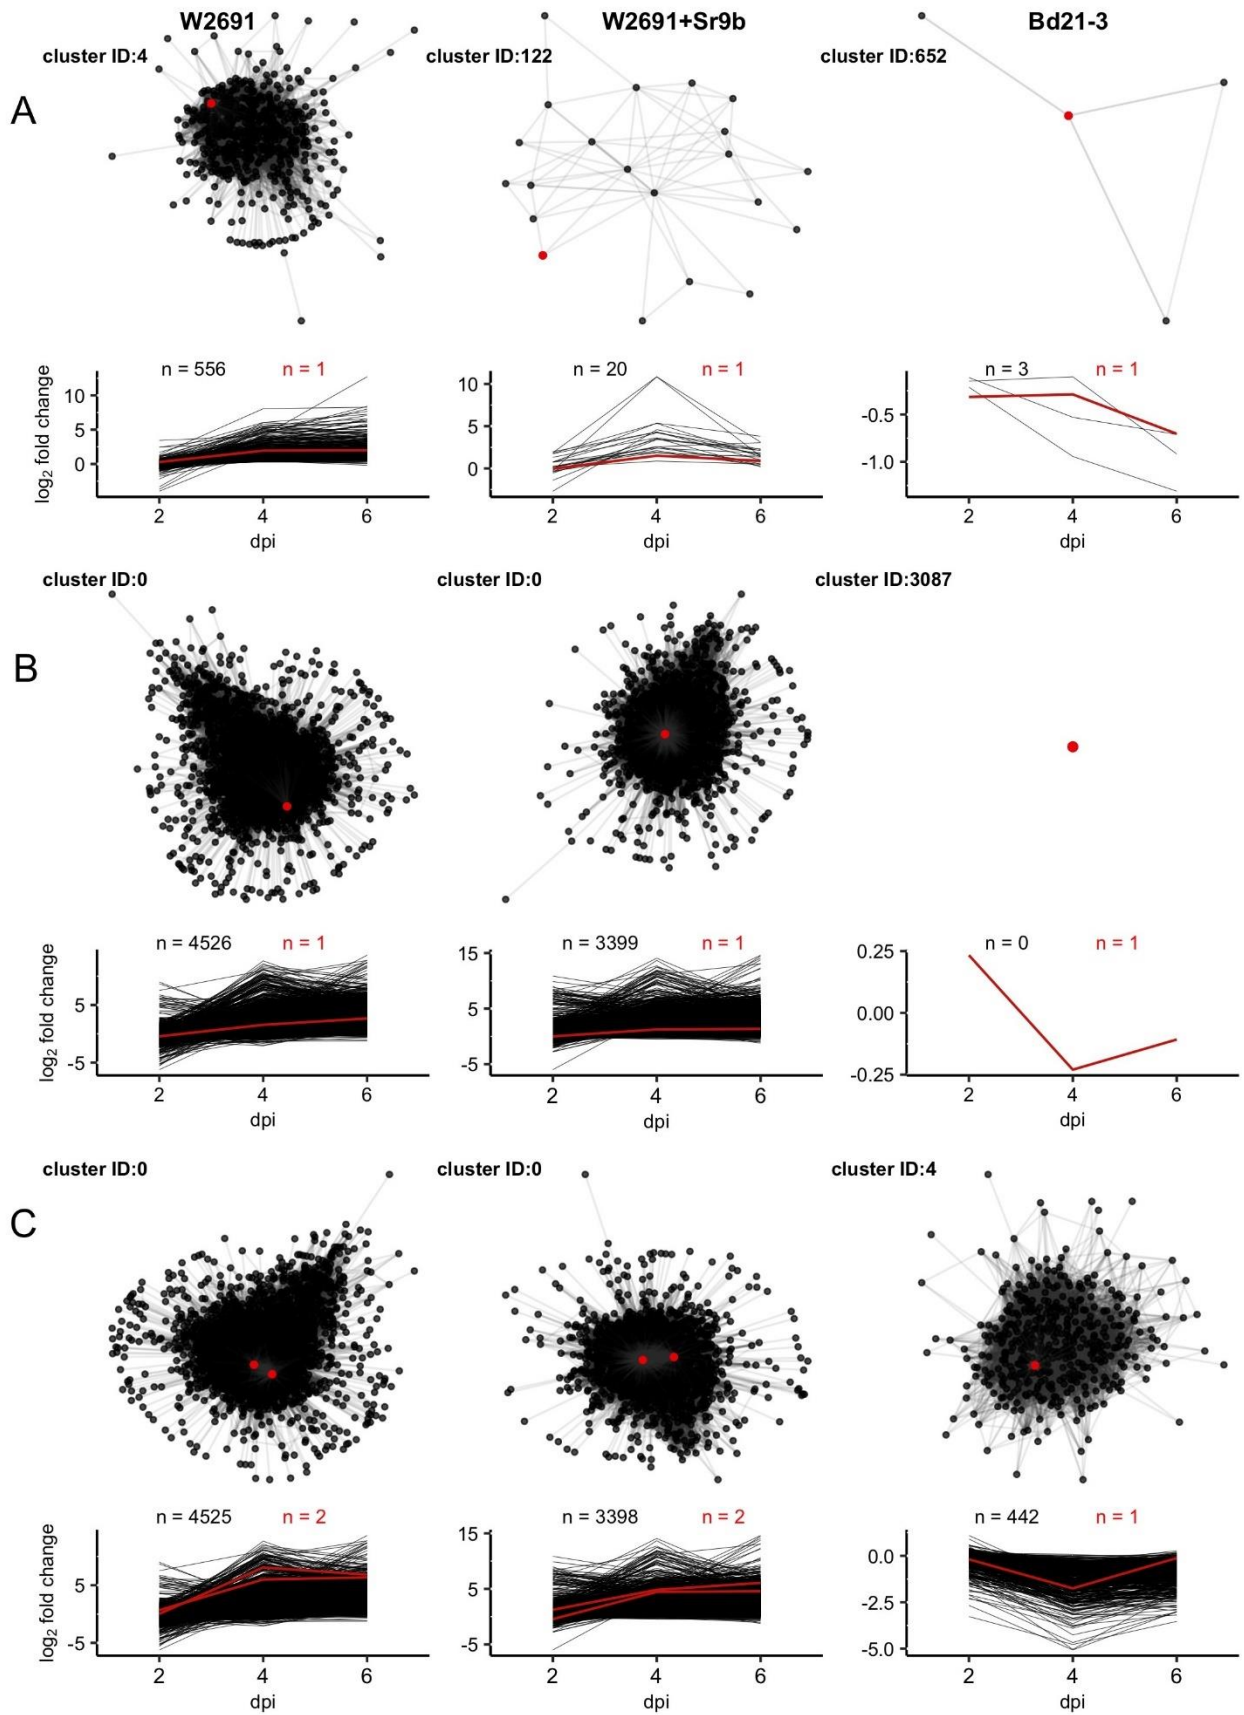 W2691 W2691+Sr9b Bd21-3
cluster ID:4 cluster ID:122 cluster ID:652
A
n = 556 n = 1 n = 20 n = 1 n = 3 n = 1
log2 fold change
10
5
0
10
5
0
-0.5
-1.0
2 4 6 2 4 6 2 4 6
dpi dpi dpi
cluster ID:0 cluster ID:0 cluster ID:3087
B
n = 4526 n = 1 n = 3399 n = 1 n = 0 n = 1
log2 fold change
5
-5
15
5
-5
0.25
0.00
-0.25
2 4 6 2 4 6 2 4 6
dpi dpi dpi
cluster ID:0 cluster ID:0 cluster ID:4
C
n = 4525 n = 2 n = 3398 n = 2 n = 442 n = 1
log2 fold change
5
-5
15
5
-5
0.0
-2.5
-5.0
2 4 6 2 4 6 2 4 6
dpi dpi dpi